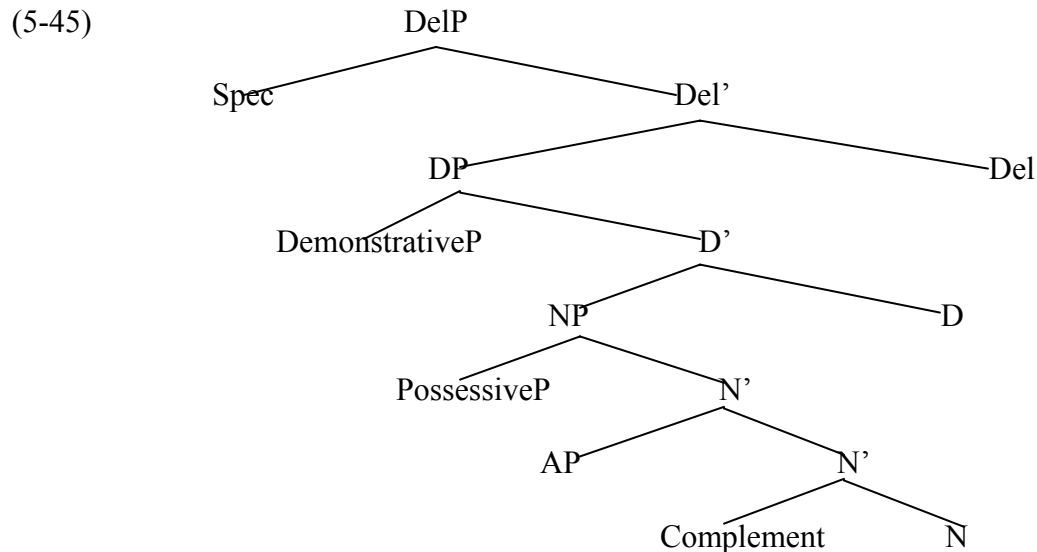 (5-45) DelP
Spec Del’
DP Del
DemonstrativeP D’
NP D
PossessiveP N’
AP N’
Complement N